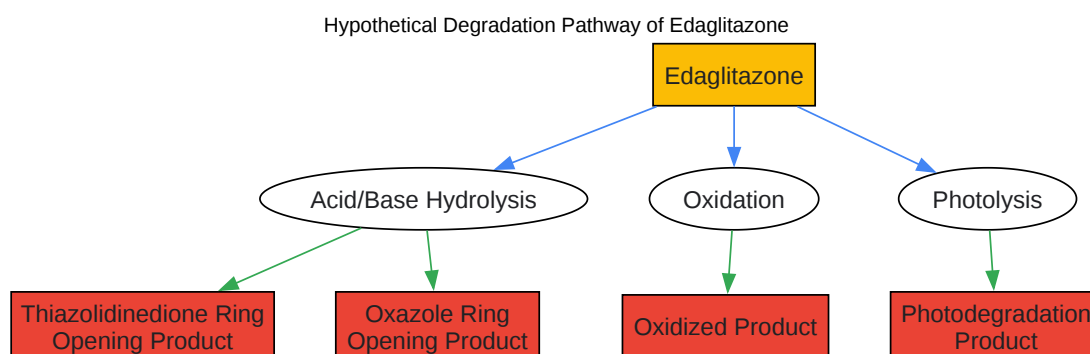 Hypothetical Degradation Pathway of Edaglitazone
Edaglitazone
Acid/Base Hydrolysis
Oxidation
Photolysis
Thiazolidinedione Ring
Opening Product
Oxazole Ring
Opening Product
Oxidized Product
Photodegradation
Product